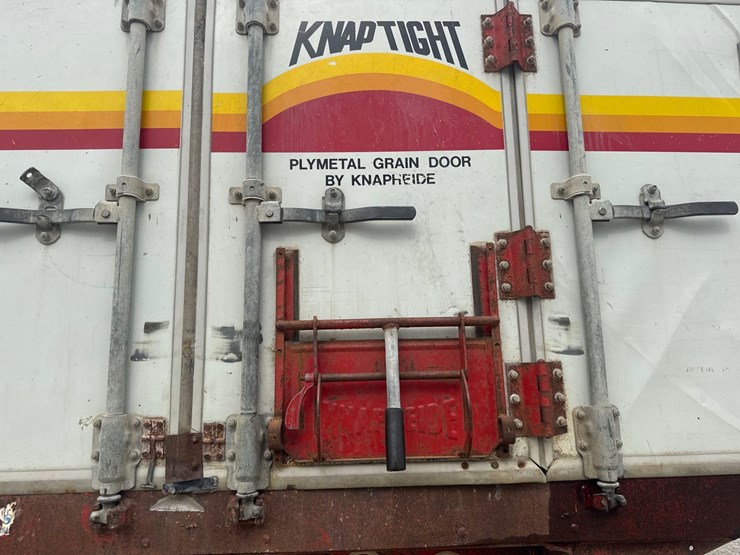 KNAPTIGHT
PLYMETAL GRAIN DOOR
BY KNAPHEIDE
KNAPHEIDE